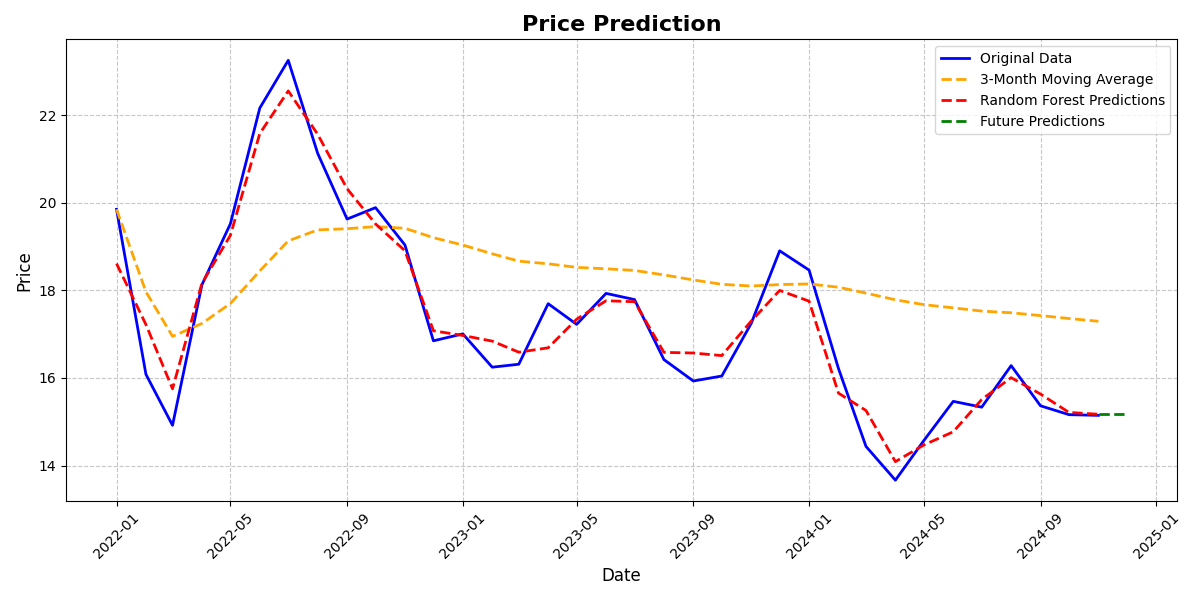 Price Prediction
Original Data
3-Month Moving Average
Random Forest Predictions
Future Predictions
Price
22
20
18
16
14
2022-01
2022-05
2022-09
2023-01
2023-05
2023-09
2024-01
2024-05
2024-09
2025-01
Date